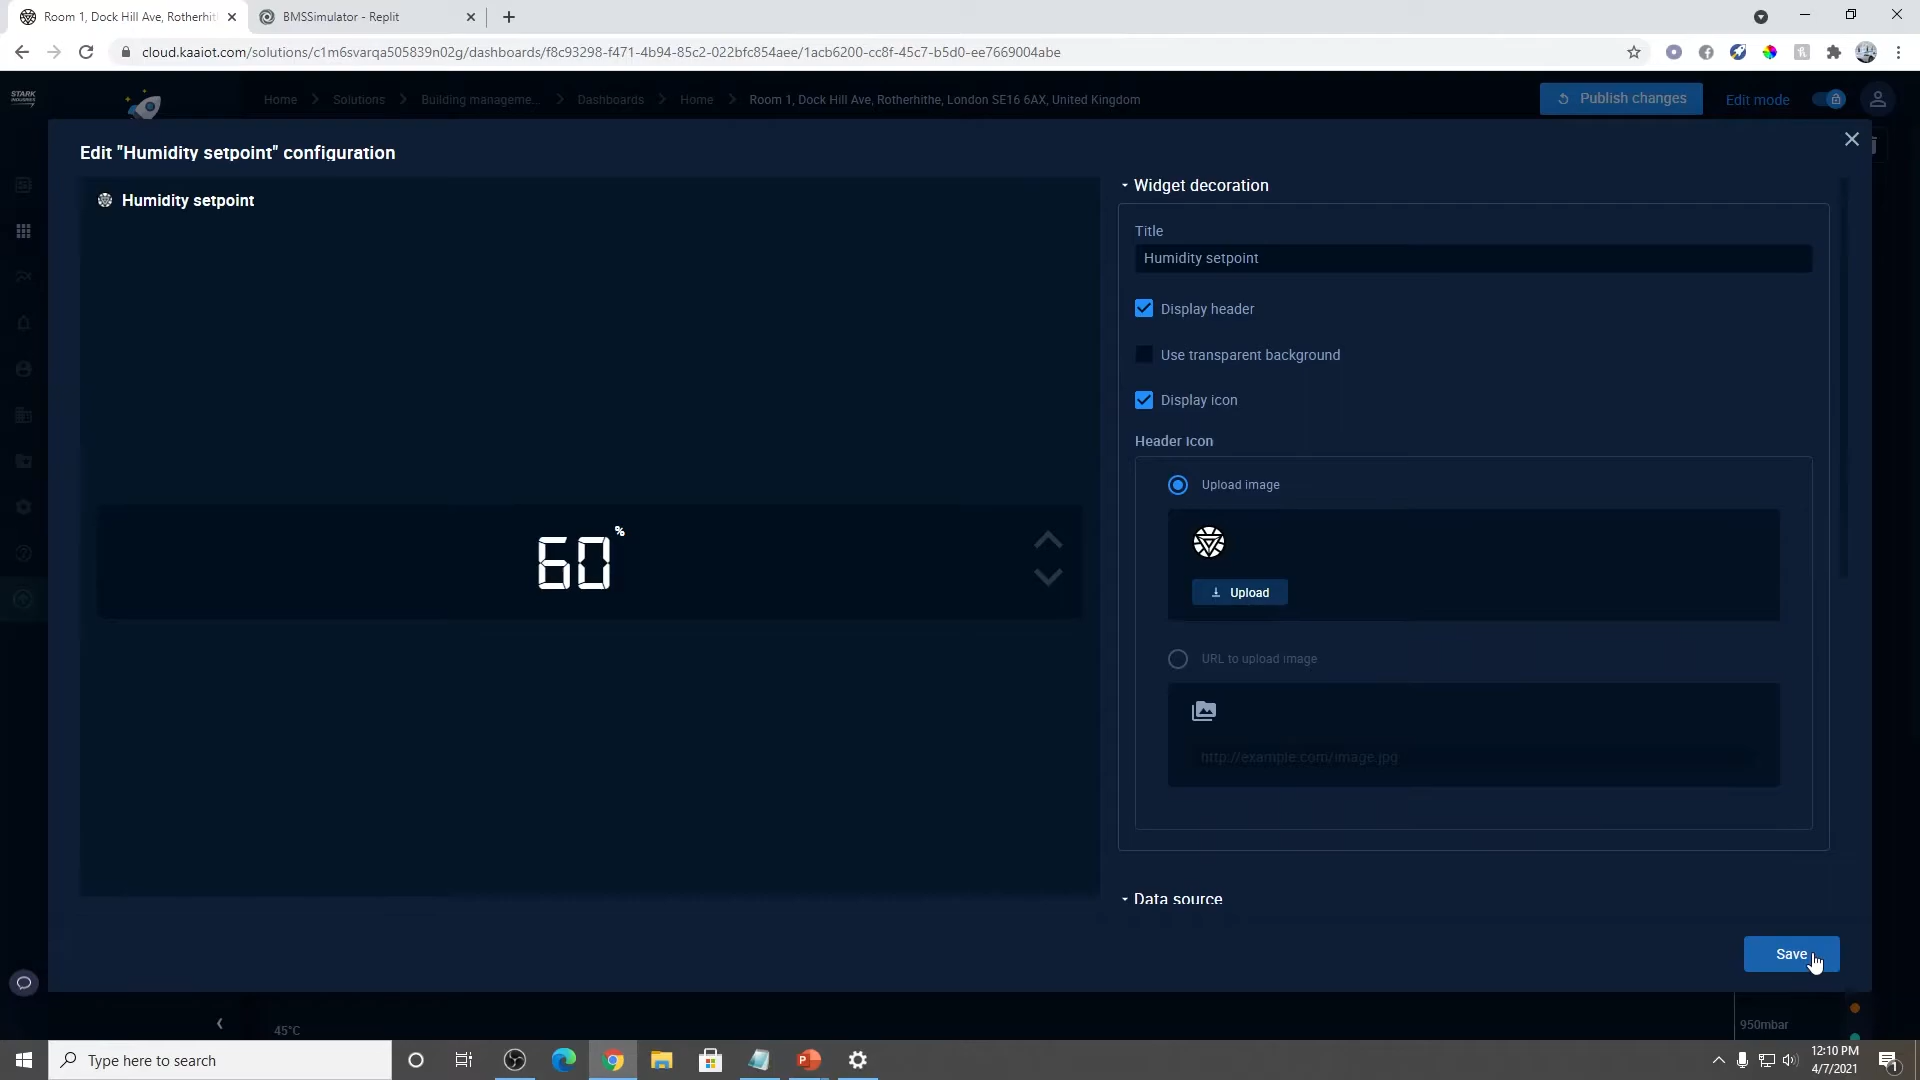 Room 1, Dock Hill Ave, Rotherhit
BMSSimulator - Replit
cloud.kaaiot.com/solutions/c1m6svarqa505839n02g/dashboards/f8c93298-f471-4b94-85c2-022bfc854aee/1acb6200-cc8f-45c7-b5d0-ee7669004abe
STARK
INDUSTRIES
Home
Solutions
Building manageme...
Dashboards
Home
Room 1, Dock Hill Ave, Rotherhithe, London SE16 6AX, United Kingdom
Publish changes
Edit mode
Edit "Humidity setpoint" configuration
Humidity setpoint
60 %
Widget decoration
Title
Humidity setpoint
Display header
Use transparent background
Display icon
Header Icon
Upload image
Upload
URL to upload image
http://example.com/image.jpg
Data source
Save
45°C
950mbar
Type here to search
12:10 PM
4/7/2021
1